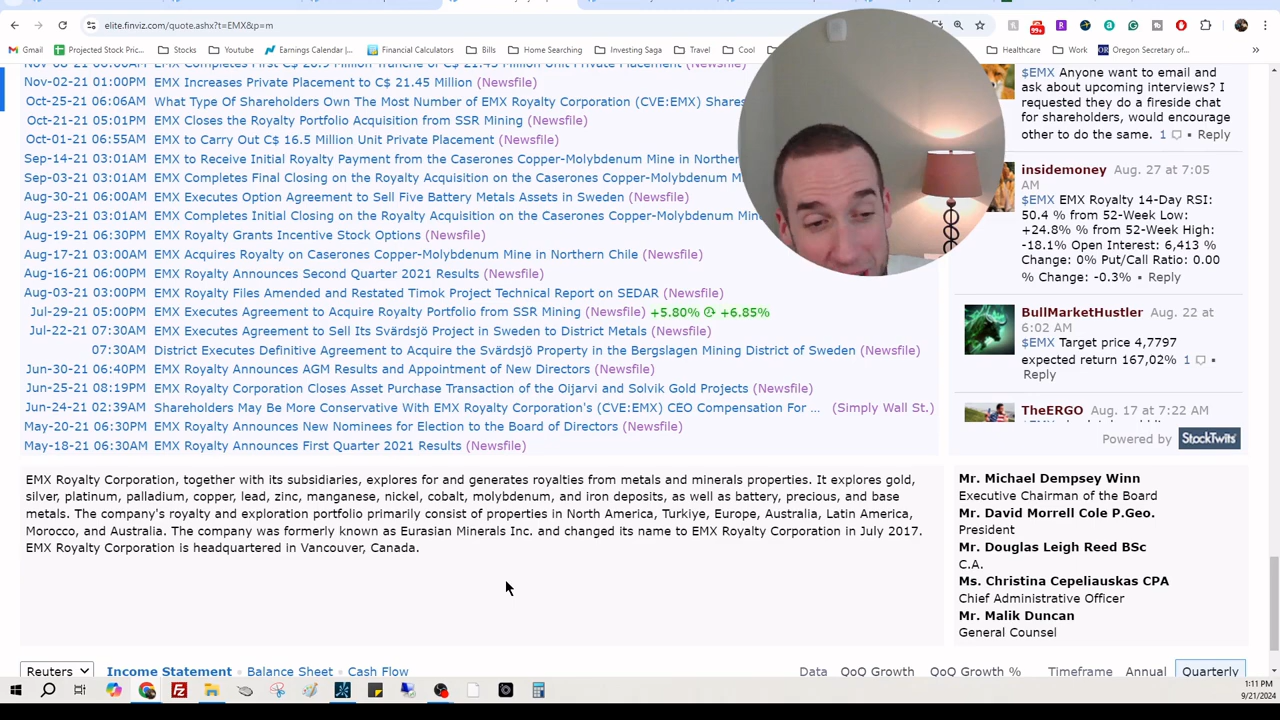 elite.finviz.com/quote.ashx?t=EMX&p=m
Gmail
Projected Stock Pric...
Stocks
Youtube
Earnings Calendar |...
Financial Calculators
Bills
Home Searching
Investing Saga
Travel
Cool
Healthcare
Work
Oregon Secretary of...
Nov-02-21 01:00PM EMX Increases Private Placement to C$ 21.45 Million (Newsfile)
Oct-25-21 06:06AM What Type Of Shareholders Own The Most Number of EMX Royalty Corporation (CVE:EMX) Shares
Oct-21-21 05:01PM EMX Closes the Royalty Portfolio Acquisition from SSR Mining (Newsfile)
Oct-01-21 06:55AM EMX to Carry Out C$ 16.5 Million Unit Private Placement (Newsfile)
Sep-14-21 03:01AM EMX to Receive Initial Royalty Payment from the Caserones Copper-Molybdenum Mine in Northern
Sep-03-21 03:01AM EMX Completes Final Closing on the Royalty Acquisition on the Caserones Copper-Molybdenum M
Aug-30-21 06:00AM EMX Executes Option Agreement to Sell Five Battery Metals Assets in Sweden (Newsfile)
Aug-23-21 03:01AM EMX Completes Initial Closing on the Royalty Acquisition on the Caserones Copper-Molybdenum Mine
Aug-19-21 06:30PM EMX Royalty Grants Incentive Stock Options (Newsfile)
Aug-17-21 03:01AM EMX Acquires Royalty on Caserones Copper-Molybdenum Mine in Northern Chile (Newsfile)
Aug-16-21 06:00PM EMX Royalty Announces Second Quarter 2021 Results (Newsfile)
Aug-03-21 03:00PM EMX Royalty Files Amended and Restated Timok Project Technical Report on SEDAR (Newsfile)
Jul-29-21 05:00PM EMX Executes Agreement to Acquire Royalty Portfolio from SSR Mining (Newsfile) +5.80% +6.85%
Jul-22-21 07:30AM EMX Executes Agreement to Sell Its Svärdsjö Project in Sweden to District Metals (Newsfile)
07:30AM District Executes Definitive Agreement to Acquire the Svärdsjö Property in the Bergslagen Mining District of Sweden (Newsfile)
Jun-30-21 06:40PM EMX Royalty Announces AGM Results and Appointment of New Directors (Newsfile)
Jun-25-21 08:19PM EMX Royalty Corporation Closes Asset Purchase Transaction of the Oijarvi and Solvik Gold Projects (Newsfile)
Jun-24-21 02:39AM Shareholders May Be More Conservative With EMX Royalty Corporation's (CVE:EMX) CEO Compensation For ... (Simply Wall St.)
May-20-21 06:30PM EMX Royalty Announces New Nominees for Election to the Board of Directors (Newsfile)
May-18-21 06:30AM EMX Royalty Announces First Quarter 2021 Results (Newsfile)
$EMX Anyone want to email and
ask about upcoming interviews? I
requested they do a fireside chat
for shareholders, would encourage
other to do the same. 1 • Reply
insidemoney Aug. 27 at 7:05
AM
$EMX EMX Royalty 14-Day RSI:
50.4 % from 52-Week Low:
+24.8% % from 52-Week High:
-18.1% Open Interest: 6,413 %
Change: 0% Put/Call Ratio: 0.00
% Change: -0.3% • Reply
BullMarketHustler Aug. 22 at
6:02 AM
$EMX Target price 4,7797
expected return 167,02% 1 •
Reply
TheERGO Aug. 17 at 7:22 AM
Powered by StockTwits
EMX Royalty Corporation, together with its subsidiaries, explores for and generates royalties from metals and minerals properties. It explores gold,
silver, platinum, palladium, copper, lead, zinc, manganese, nickel, cobalt, molybdenum, and iron deposits, as well as battery, precious, and base
metals. The company's royalty and exploration portfolio primarily consist of properties in North America, Turkiye, Europe, Australia, Latin America,
Morocco, and Australia. The company was formerly known as Eurasian Minerals Inc. and changed its name to EMX Royalty Corporation in July 2017.
EMX Royalty Corporation is headquartered in Vancouver, Canada.
Mr. Michael Dempsey Winn
Executive Chairman of the Board
Mr. David Morrell Cole P.Geo.
President
Mr. Douglas Leigh Reed BSc
C.A.
Ms. Christina Cepeliauskas CPA
Chief Administrative Officer
Mr. Malik Duncan
General Counsel
Reuters
Income Statement • Balance Sheet • Cash Flow
Data QoQ Growth QoQ Growth % Timeframe Annual Quarterly
1:11 PM
9/21/2024